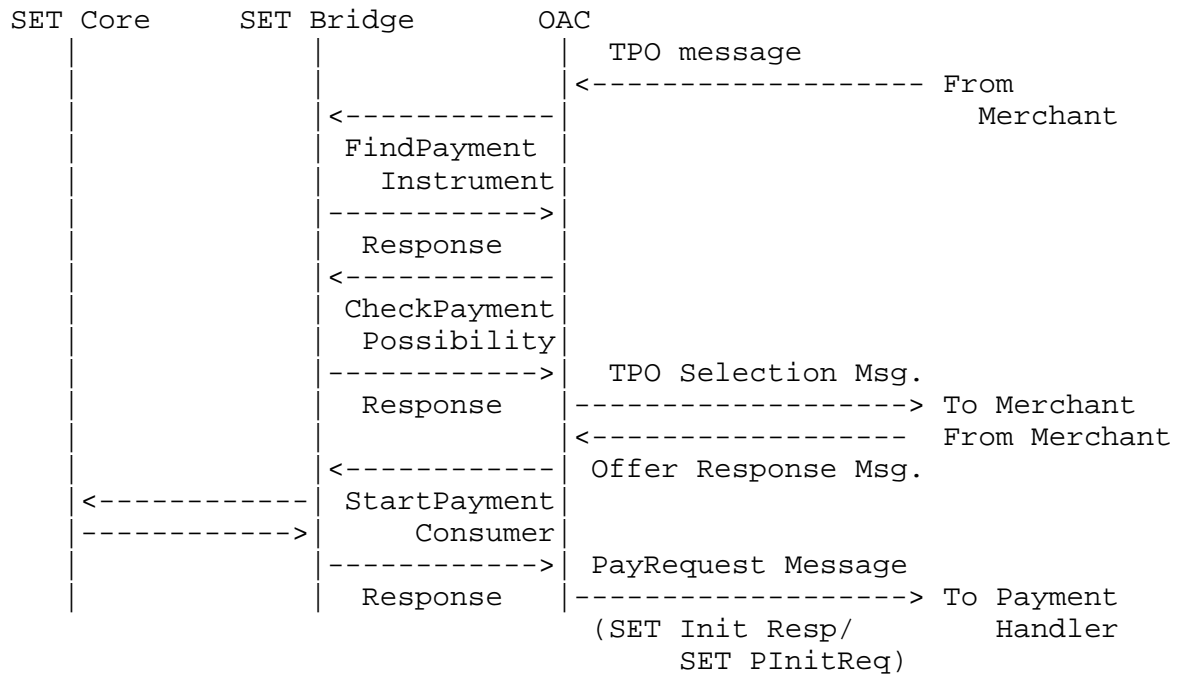 SET Core SET Bridge OAC
TPO message
<------------------- From
<------------ Merchant
FindPayment
Instrument
------------>
Response
<------------
CheckPayment
Possibility
------------> TPO Selection Msg.
Response -------------------> To Merchant
<------------------ From Merchant
<------------ Offer Response Msg.
<------------- StartPayment
------------> Consumer
------------> PayRequest Message
Response -------------------> To Payment
(SET Init Resp/ Handler
SET PInitReq)